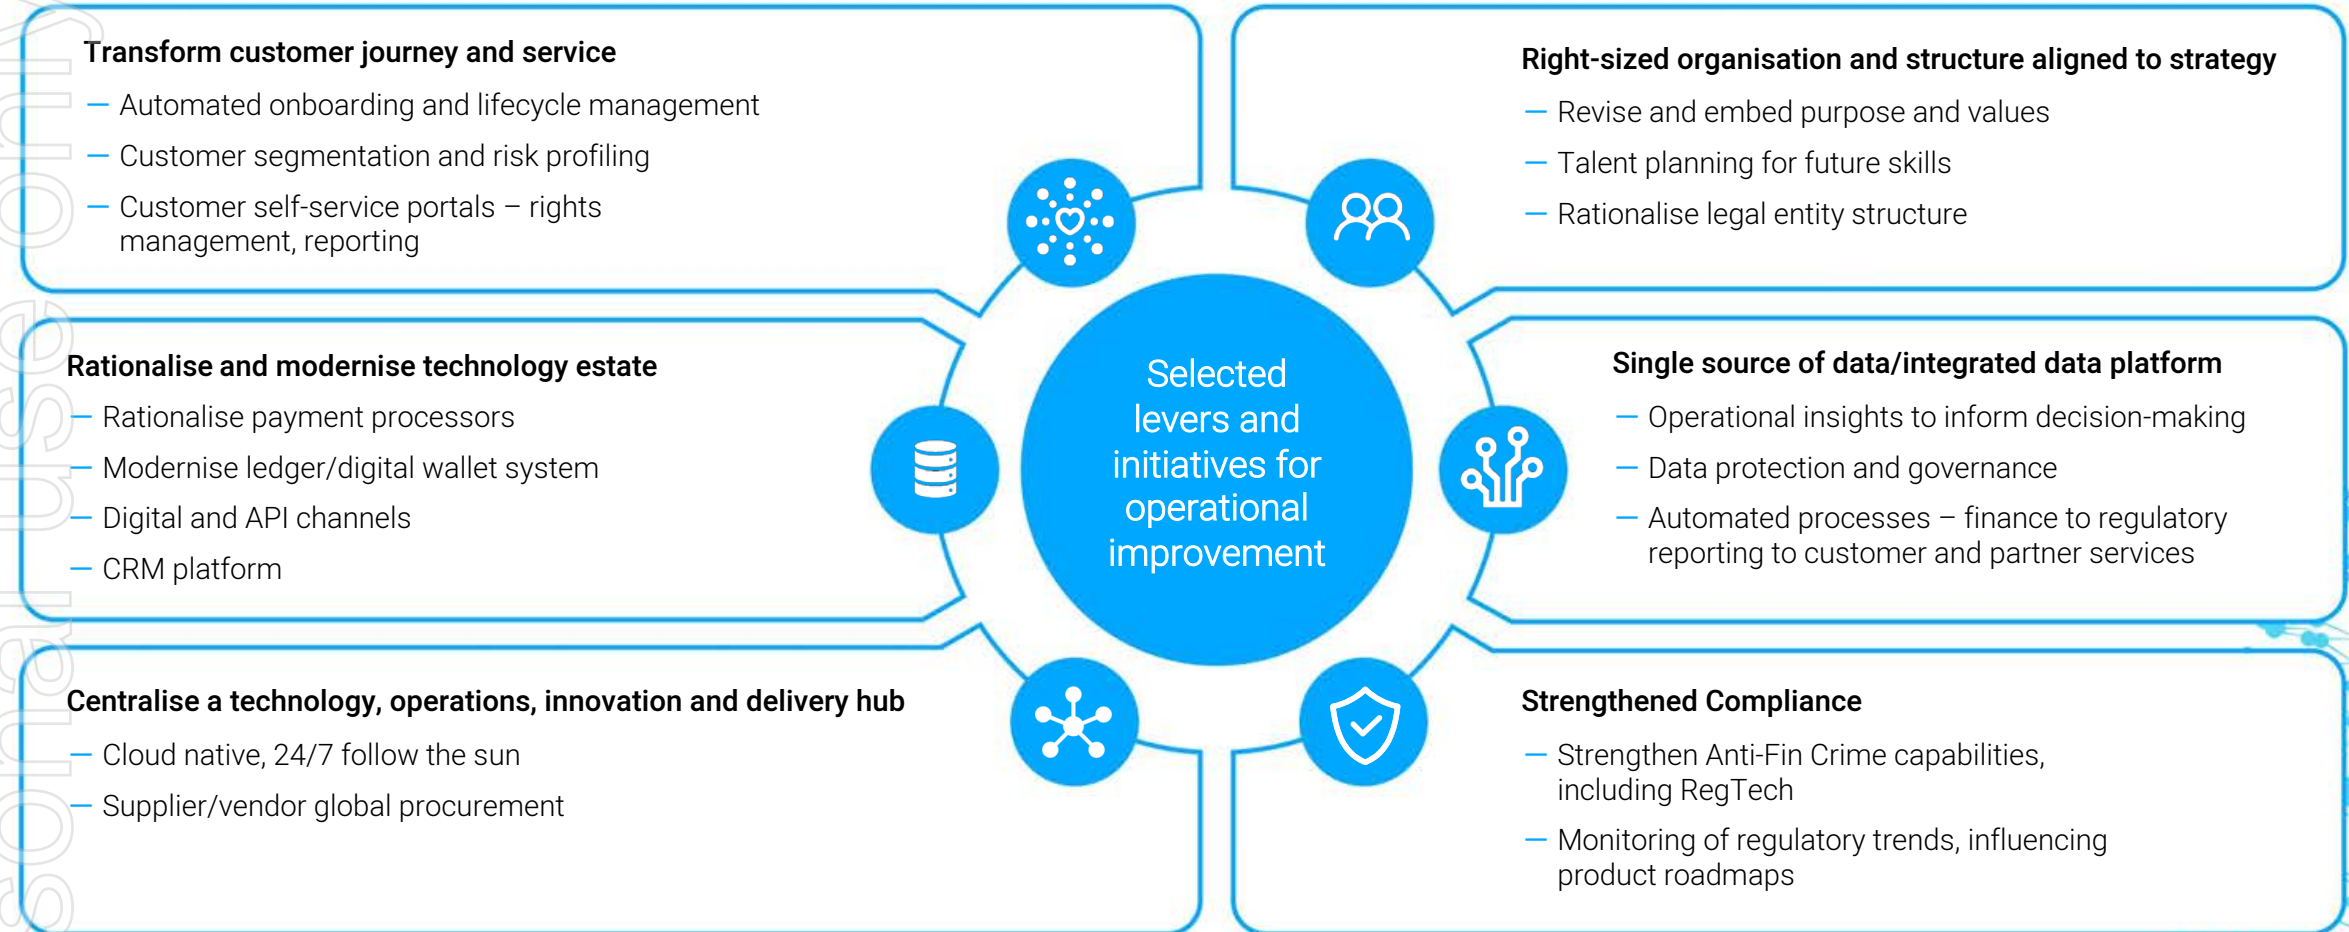 Transform customer journey and service
— Automated onboarding and lifecycle management
— Customer segmentation and risk profiling
— Customer self-service portals – rights
management, reporting
Right-sized organisation and structure aligned to strategy
— Revise and embed purpose and values
— Talent planning for future skills
— Rationalise legal entity structure
Rationalise and modernise technology estate
— Rationalise payment processors
— Modernise ledger/digital wallet system
— Digital and API channels
— CRM platform
Selected
levers and
initiatives for
operational
improvement
Single source of data/integrated data platform
— Operational insights to inform decision-making
— Data protection and governance
— Automated processes – finance to regulatory
reporting to customer and partner services
Centralise a technology, operations, innovation and delivery hub
— Cloud native, 24/7 follow the sun
— Supplier/vendor global procurement
Strengthened Compliance
— Strengthen Anti-Fin Crime capabilities,
including RegTech
— Monitoring of regulatory trends, influencing
product roadmaps
sonal use only